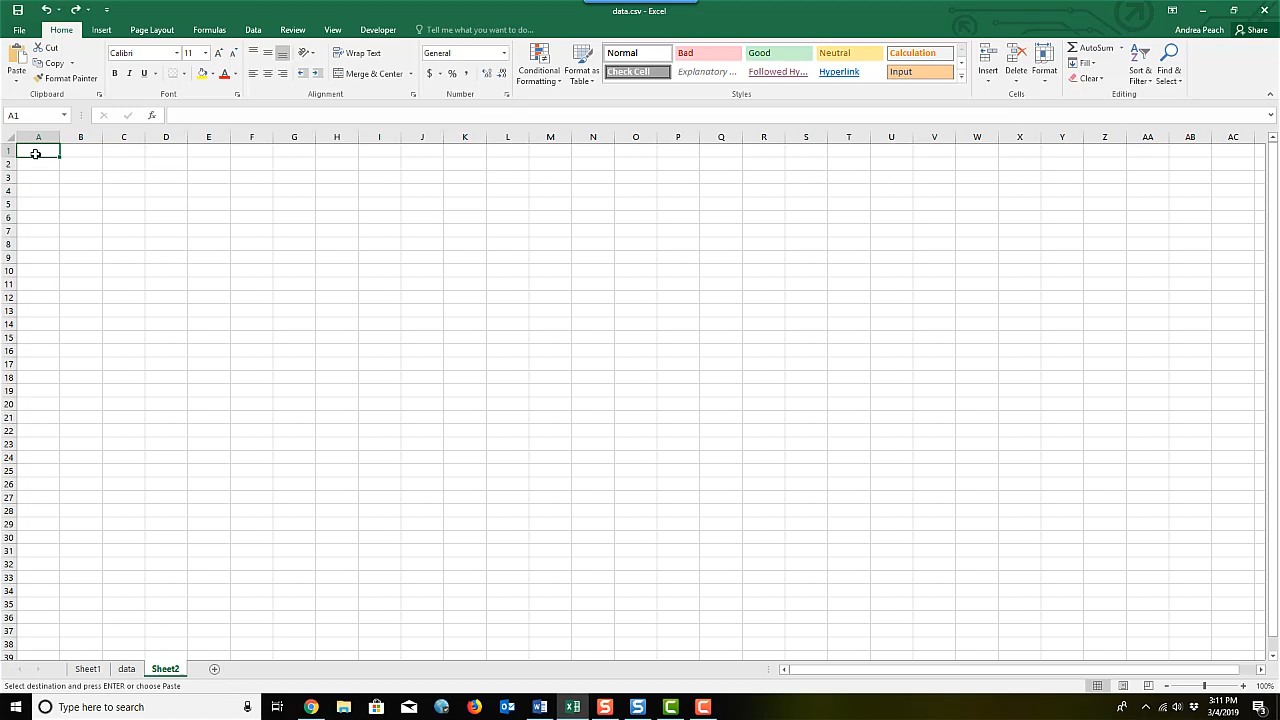 data.csv - Excel
File Home Insert Page Layout Formulas Data Review View Developer Tell me what you want to do... Andrea Peach Share
Paste Cut Copy Format Painter Clipboard
Calibri 11 A A B I U A Font
Wrap Text Merge & Center Alignment
General $ % , Number
Conditional Formatting Format as Table
Normal Bad Good Neutral Calculation
Check Cell Explanatory ... Followed Hy... Hyperlink Input
Styles
Insert Delete Format Cells
AutoSum Fill Clear Sort & Filter Find & Select Editing
A1 fx
A B C D E F G H I J K L M N O P Q R S T U V W X Y Z AA AB AC
1
2
3
4
5
6
7
8
9
10
11
12
13
14
15
16
17
18
19
20
21
22
23
24
25
26
27
28
29
30
31
32
33
34
35
36
37
38
39
Sheet1 data Sheet2
Select destination and press ENTER or choose Paste 100%
Type here to search 3:11 PM
3/4/2019